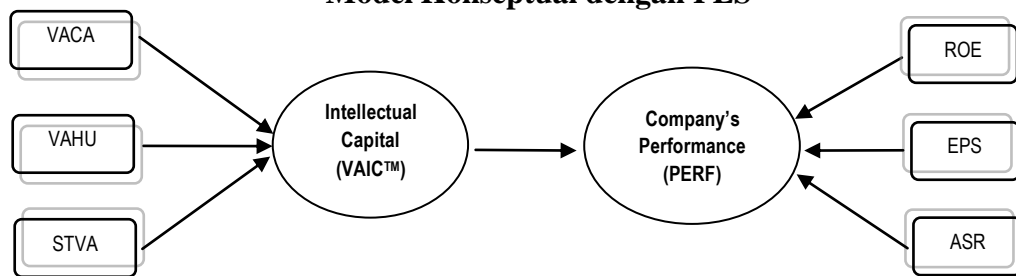 Model Konseptual dengan PLS
VACA
VAHU
STVA
Intellectual
Capital
(VAIC™)
Company's
Performance
(PERF)
ROE
EPS
ASR